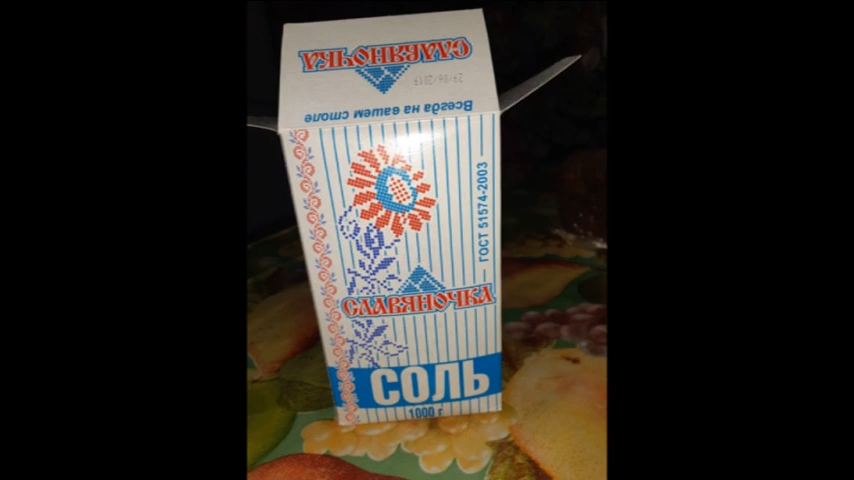 СЛАВЯНОЧКА
29/06/2019
Всегда на вашем столе
ГОСТ 51574-2003
СЛАВЯНОЧКА
СОЛЬ
1000 г